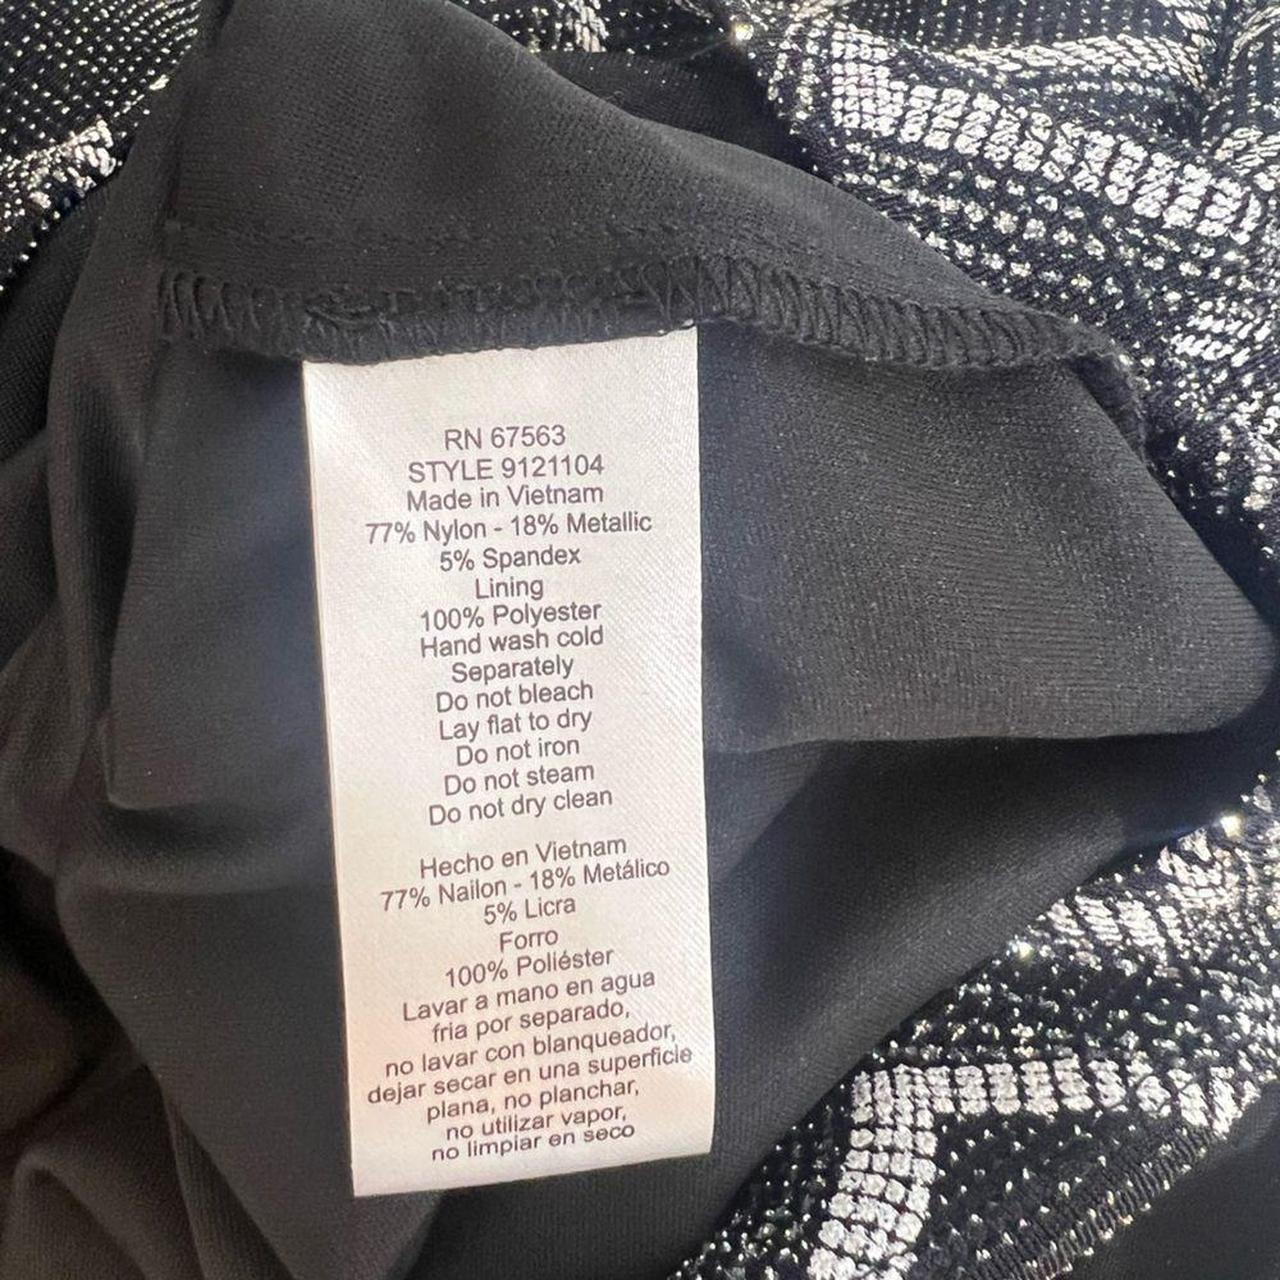 RN 67563
STYLE 9121104
Made in Vietnam
77% Nylon - 18% Metallic
5% Spandex
Lining
100% Polyester
Hand wash cold
Separately
Do not bleach
Lay flat to dry
Do not iron
Do not steam
Do not dry clean
Hecho en Vietnam
77% Nailon - 18% Metálico
5% Licra
Forro
100% Poliéster
Lavar a mano en agua
fria por separado,
no lavar con blanqueador,
dejar secar en una superficie
plana, no planchar,
no utilizar vapor,
no limpiar en seco